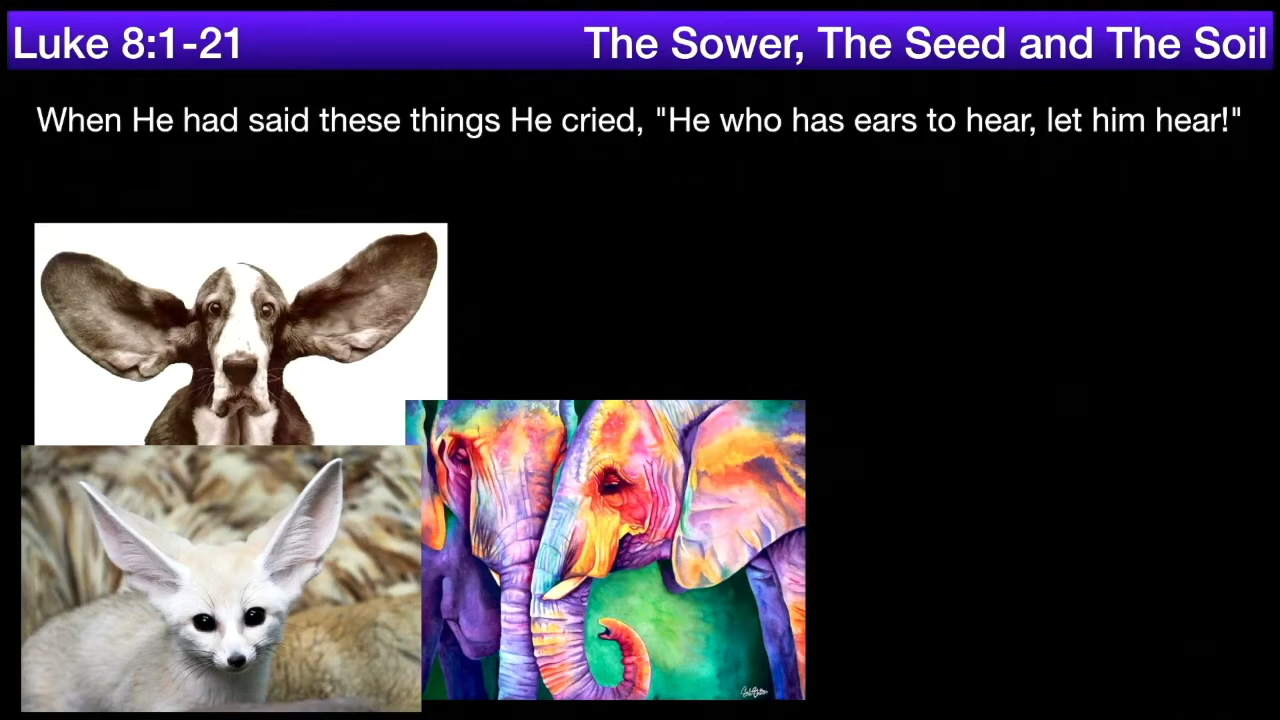 Luke 8:1-21 The Sower, The Seed and The Soil
When He had said these things He cried, "He who has ears to hear, let him hear!"